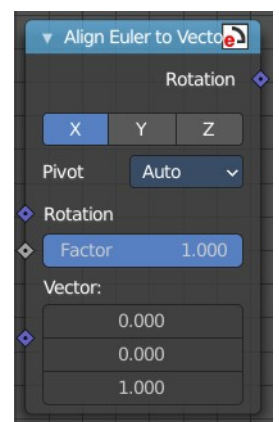 Align Euler to Vecto
e
Rotation
X Y Z
Pivot Auto
Rotation
Factor 1.000
Vector:
0.000
0.000
1.000